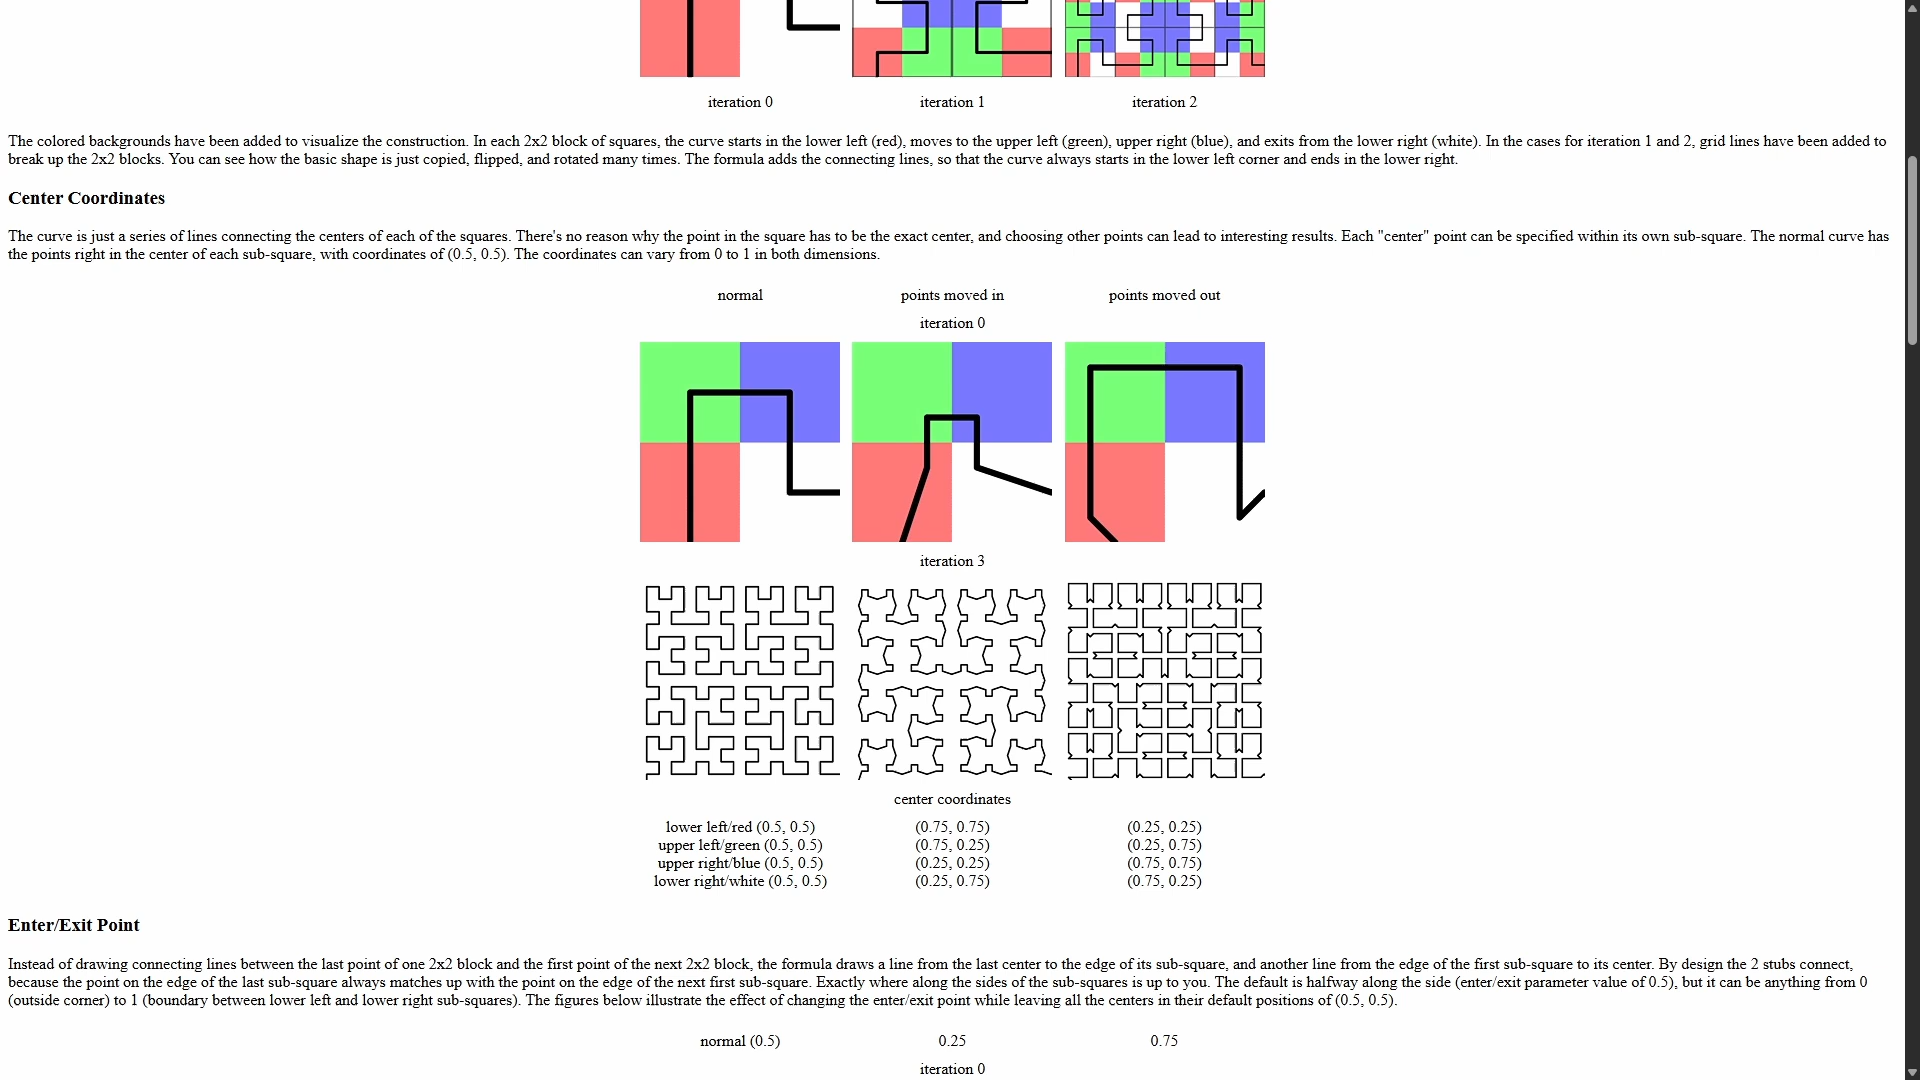 iteration 0 iteration 1 iteration 2
The colored backgrounds have been added to visualize the construction. In each 2x2 block of squares, the curve starts in the lower left (red), moves to the upper left (green), upper right (blue), and exits from the lower right (white). In the cases for iteration 1 and 2, grid lines have been added to
break up the 2x2 blocks. You can see how the basic shape is just copied, flipped, and rotated many times. The formula adds the connecting lines, so that the curve always starts in the lower left corner and ends in the lower right.
Center Coordinates
The curve is just a series of lines connecting the centers of each of the squares. There's no reason why the point in the square has to be the exact center, and choosing other points can lead to interesting results. Each "center" point can be specified within its own sub-square. The normal curve has
the points right in the center of each sub-square, with coordinates of (0.5, 0.5). The coordinates can vary from 0 to 1 in both dimensions.
normal points moved in points moved out
iteration 0
iteration 3
center coordinates
lower left/red (0.5, 0.5) (0.75, 0.75) (0.25, 0.25)
upper left/green (0.5, 0.5) (0.75, 0.25) (0.25, 0.75)
upper right/blue (0.5, 0.5) (0.25, 0.25) (0.75, 0.75)
lower right/white (0.5, 0.5) (0.25, 0.75) (0.75, 0.25)
Enter/Exit Point
Instead of drawing connecting lines between the last point of one 2x2 block and the first point of the next 2x2 block, the formula draws a line from the last center to the edge of its sub-square, and another line from the edge of the first sub-square to its center. By design the 2 stubs connect,
because the point on the edge of the last sub-square always matches up with the point on the edge of the next first sub-square. Exactly where along the sides of the sub-squares is up to you. The default is halfway along the side (enter/exit parameter value of 0.5), but it can be anything from 0
(outside corner) to 1 (boundary between lower left and lower right sub-squares). The figures below illustrate the effect of changing the enter/exit point while leaving all the centers in their default positions of (0.5, 0.5).
normal (0.5) 0.25 0.75
iteration 0